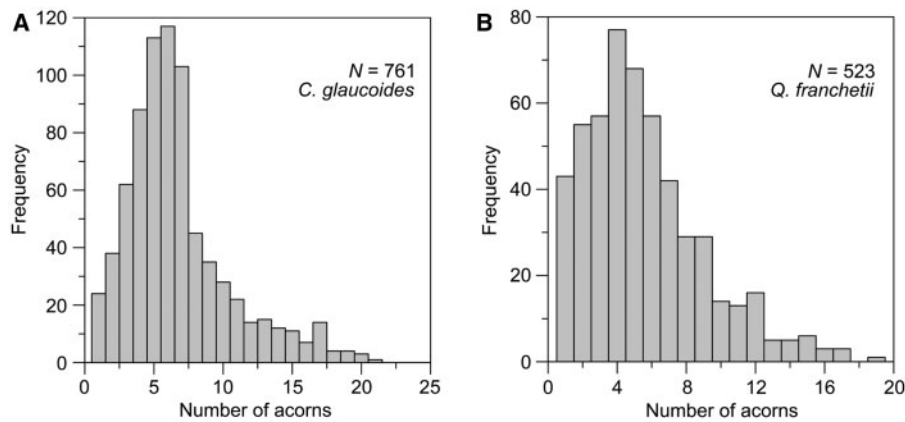 A
N = 761
C. glaucoides
Frequency
120
100
80
60
40
20
0
0 5 10 15 20 25
Number of acorns
B
N = 523
Q. franchetii
Frequency
80
60
40
20
0
0 4 8 12 16 20
Number of acorns